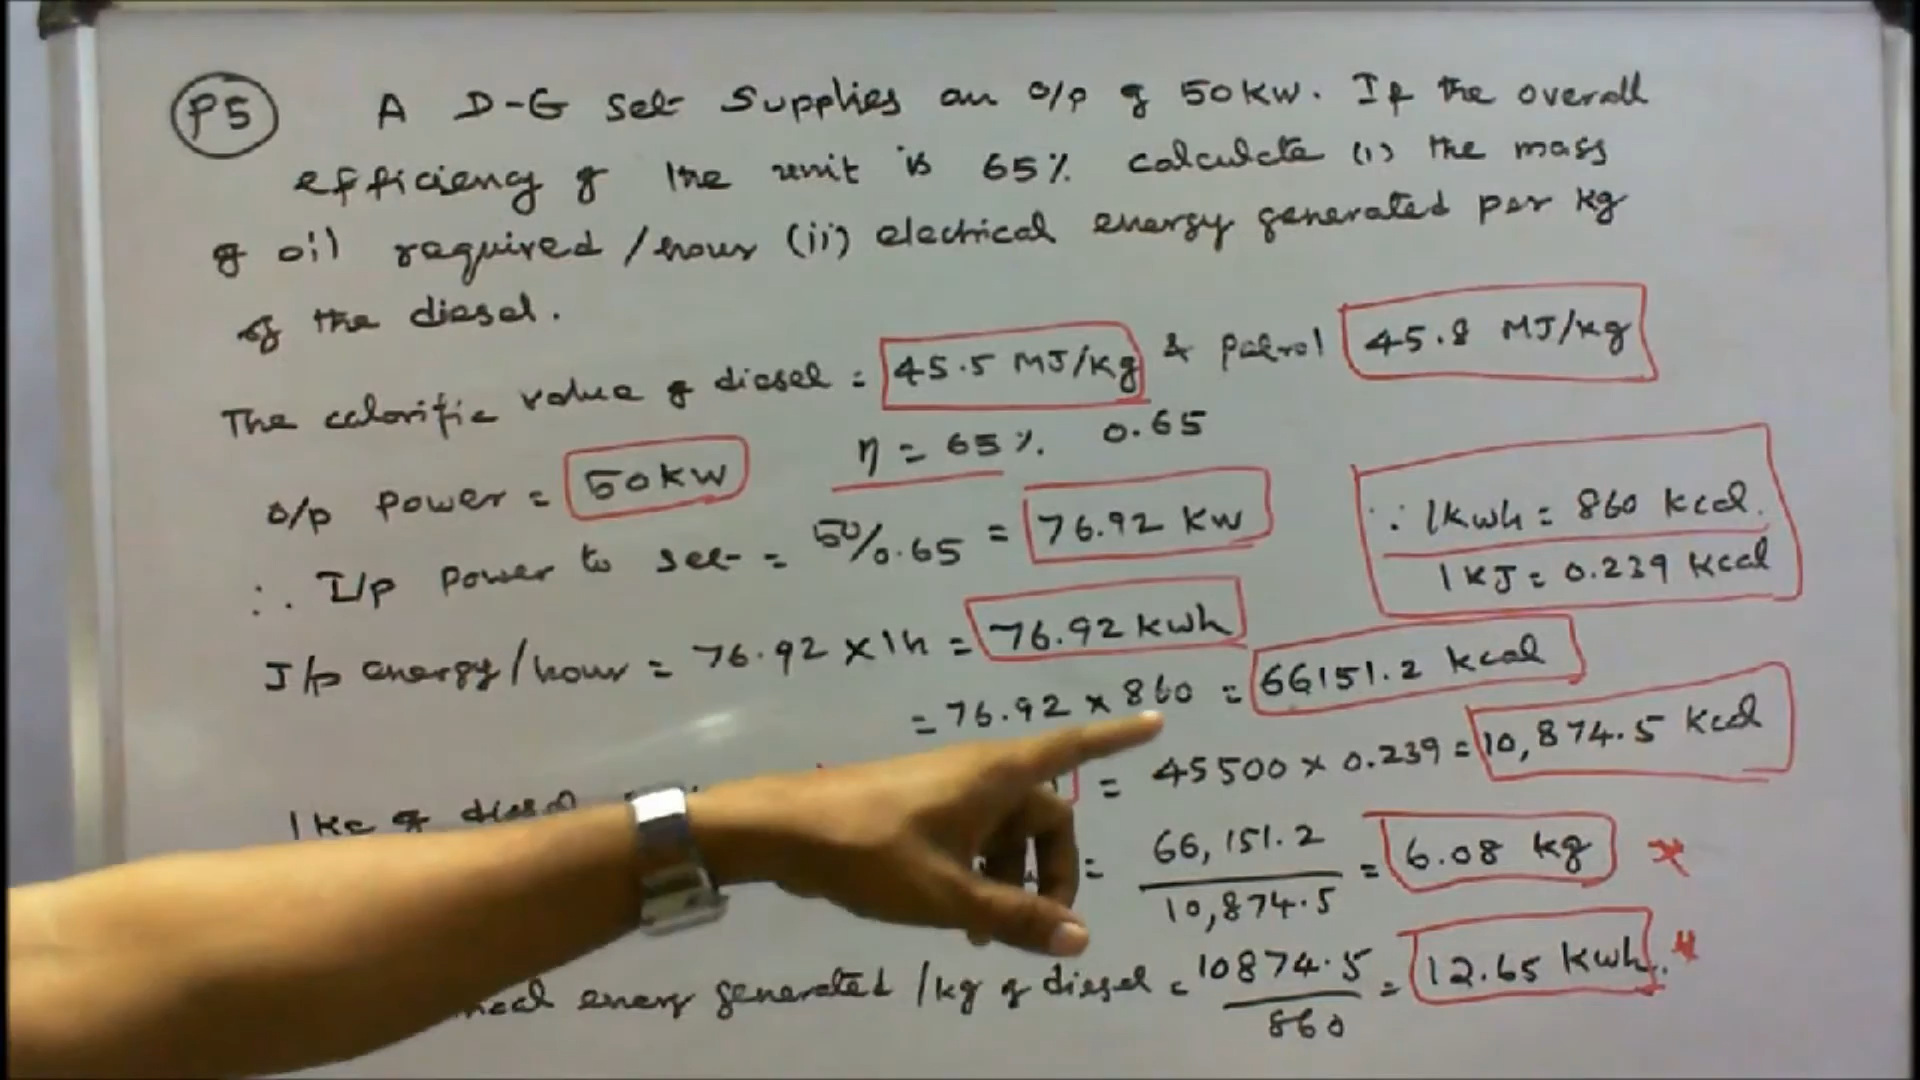 P5 A D-G set supplies an o/p of 50KW. If the overall
efficiency of the unit is 65% calculate (i) the mass
of oil required /hour (ii) electrical energy generated per kg
of the diesel.
The calorific value of diesel = 45.5 MJ/kg & petrol 45.8 MJ/kg
o/p power = 50KW η = 65% 0.65
∴ I/p power to set = 50/0.65 = 76.92 KW
∵ 1kwh = 860 kcal.
1KJ = 0.239 kcal
I/p energy/hour = 76.92 x 1h = 76.92 kwh
= 76.92 x 860 = 66151.2 kcal
1kg of diesel = 45500 x 0.239 = 10,874.5 kcal
= 66,151.2 / 10,874.5 = 6.08 kg
energy generated /kg of diesel = 10874.5 / 860 = 12.65 kwh.